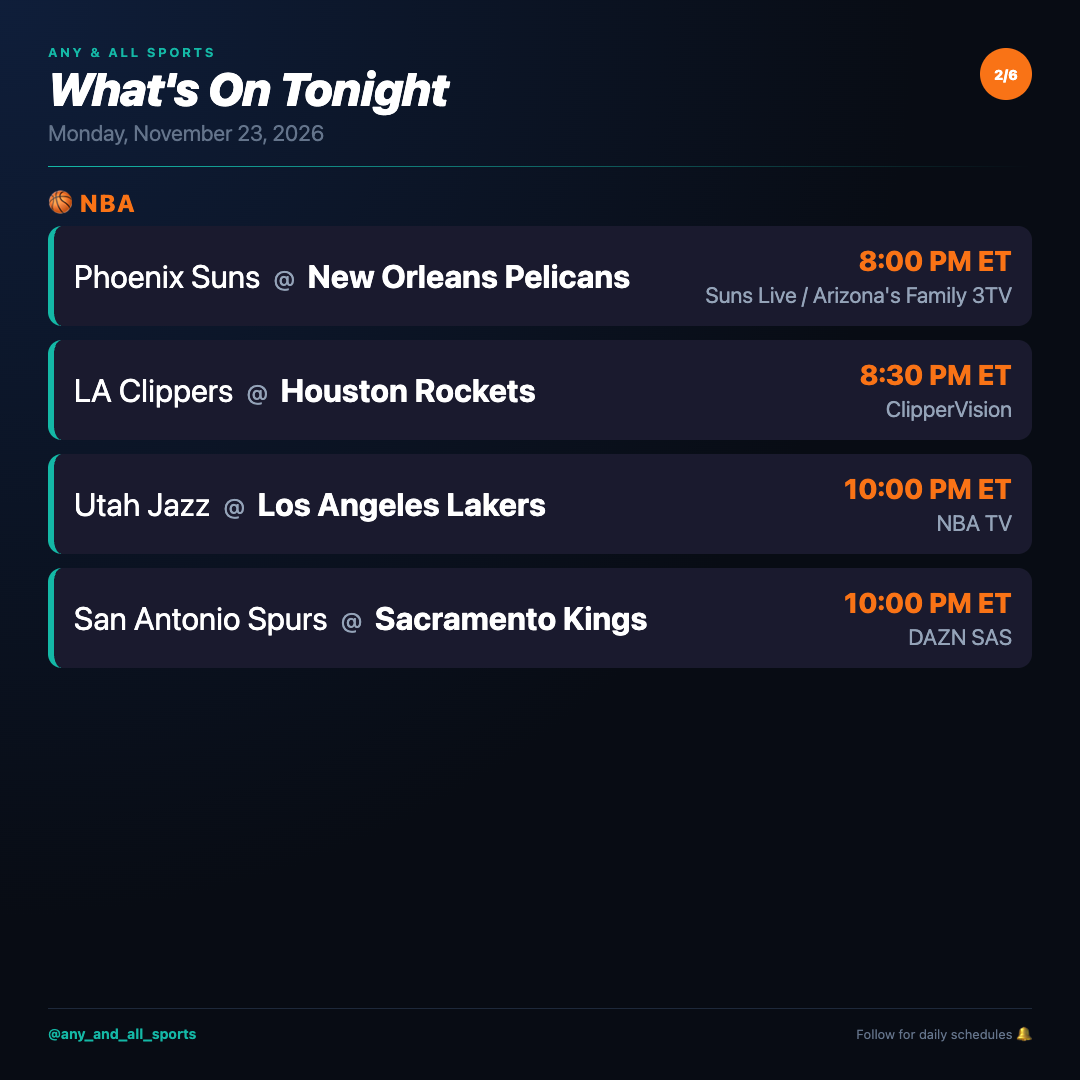 ANY & ALL SPORTS
What's On Tonight
2/6
Monday, November 23, 2026
🏀 NBA
Phoenix Suns @ New Orleans Pelicans
8:00 PM ET
Suns Live / Arizona's Family 3TV
LA Clippers @ Houston Rockets
8:30 PM ET
ClipperVision
Utah Jazz @ Los Angeles Lakers
10:00 PM ET
NBA TV
San Antonio Spurs @ Sacramento Kings
10:00 PM ET
DAZN SAS
@any_and_all_sports
Follow for daily schedules 🔔